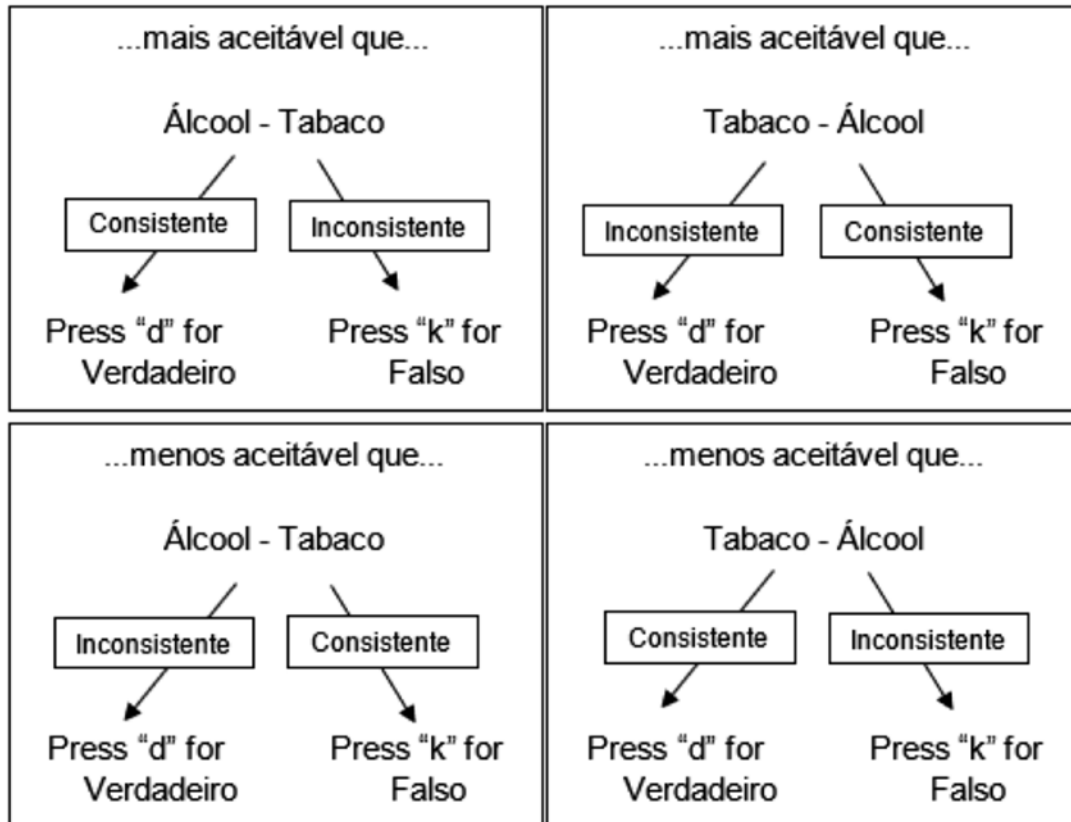 ...mais aceitável que...
Álcool - Tabaco
Consistente
Inconsistente
Press “d” for
Verdadeiro
Press “k” for
Falso
...mais aceitável que...
Tabaco - Álcool
Inconsistente
Consistente
Press “d” for
Verdadeiro
Press “k” for
Falso
...menos aceitável que...
Álcool - Tabaco
Inconsistente
Consistente
Press “d” for
Verdadeiro
Press “k” for
Falso
...menos aceitável que...
Tabaco - Álcool
Consistente
Inconsistente
Press “d” for
Verdadeiro
Press “k” for
Falso